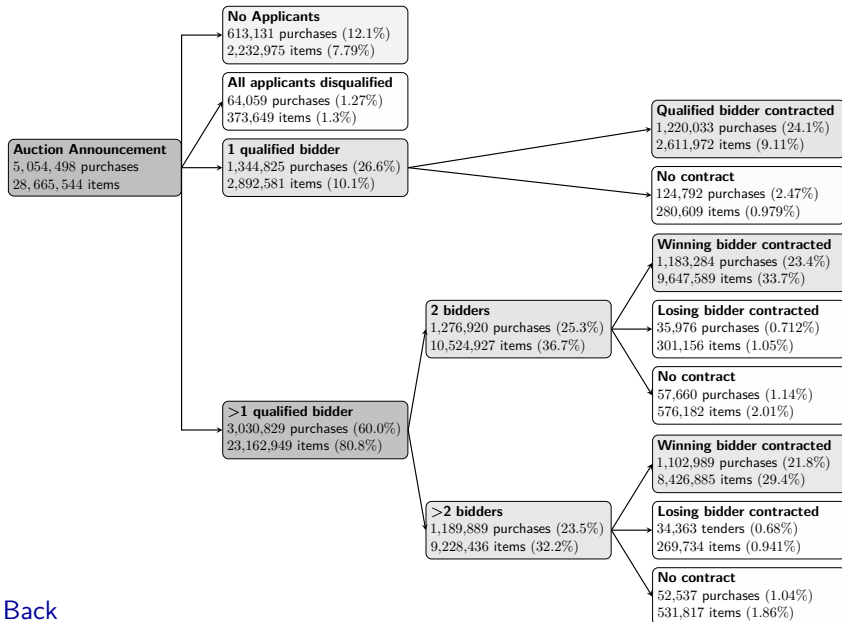 No Applicants
613,131 purchases (12.1%)
2,232,975 items (7.79%)
All applicants disqualified
64,059 purchases (1.27%)
373,649 items (1.3%)
Auction Announcement
5,054,498 purchases
28,665,544 items
1 qualified bidder
1,344,825 purchases (26.6%)
2,892,581 items (10.1%)
Qualified bidder contracted
1,220,033 purchases (24.1%)
2,611,972 items (9.11%)
No contract
124,792 purchases (2.47%)
280,609 items (0.979%)
>1 qualified bidder
3,030,829 purchases (60.0%)
23,162,949 items (80.8%)
2 bidders
1,276,920 purchases (25.3%)
10,524,927 items (36.7%)
Winning bidder contracted
1,183,284 purchases (23.4%)
9,647,589 items (33.7%)
Losing bidder contracted
35,976 purchases (0.712%)
301,156 items (1.05%)
No contract
57,660 purchases (1.14%)
576,182 items (2.01%)
>2 bidders
1,189,889 purchases (23.5%)
9,228,436 items (32.2%)
Winning bidder contracted
1,102,989 purchases (21.8%)
8,426,885 items (29.4%)
Losing bidder contracted
34,363 tenders (0.68%)
269,734 items (0.941%)
No contract
52,537 purchases (1.04%)
531,817 items (1.86%)
Back